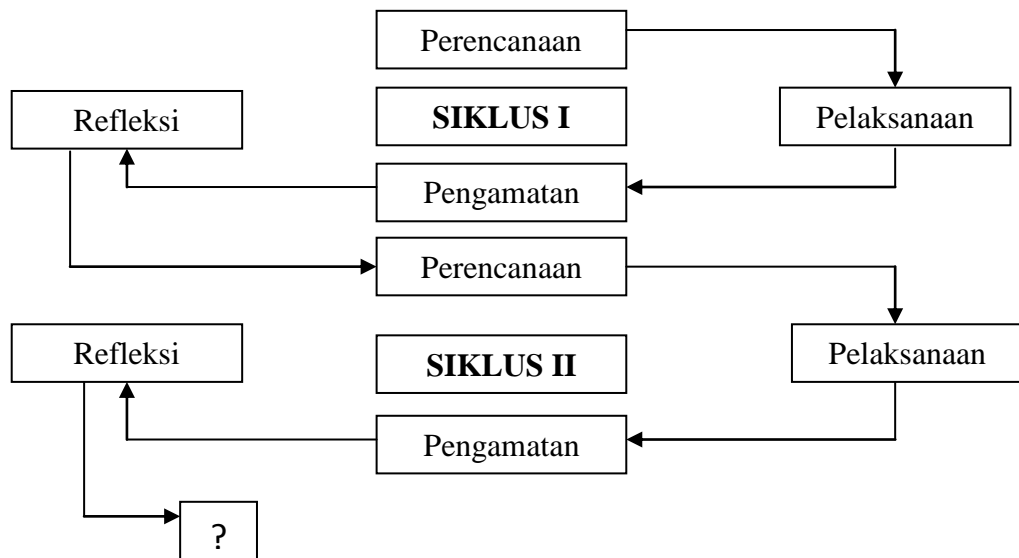 Perencanaan
Refleksi
SIKLUS I
Pelaksanaan
Pengamatan
Perencanaan
Refleksi
SIKLUS II
Pelaksanaan
Pengamatan
?